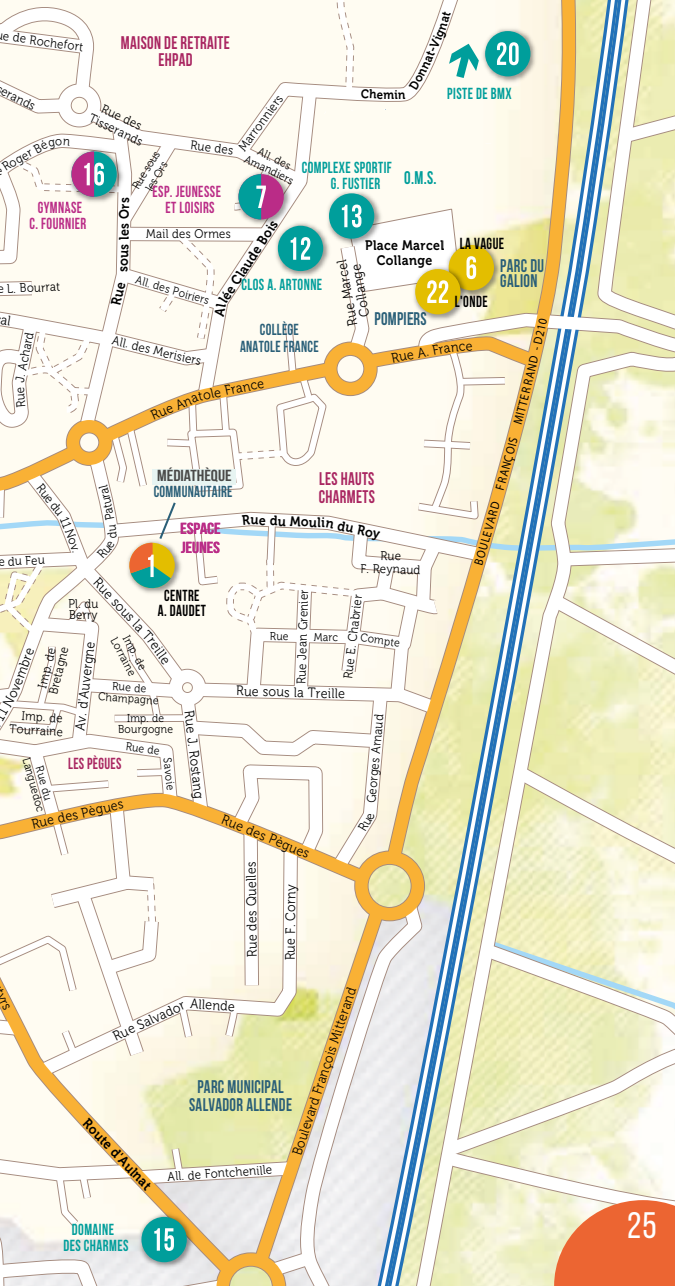 ue de Rochefort
MAISON DE RETRAITE
EHPAD
Chemin Donnat-Vignat
20
PISTE DE BMX
serands
Rue des
Tisserands
Rue des
Marronniers
All. des
Amandiers
Roger Bégon
16
GYMNASE
C. FOURNIER
Rue sous
les Ors
Rue sous les Ors
ESP. JEUNESSE
ET LOISIRS
7
COMPLEXE SPORTIF
G. FUSTIER
O.M.S.
13
Mail des Ormes
12
CLOS A. ARTONNE
Allée Claude Bois
Place Marcel
Collange
Rue Marcel
Collange
LA VAGUE
6
PARC DU
GALION
22
L'ONDE
POMPIERS
e L. Bourrat
All. des Poiriers
ral
All. des Merisiers
Rue J. Achard
COLLÈGE
ANATOLE FRANCE
Rue A. France
Rue Anatole France
BOULEVARD FRANÇOIS MITTERRAND - D210
MÉDIATHÈQUE
COMMUNAUTAIRE
LES HAUTS
CHARMETS
Rue du 11 Nov.
Rue du Patural
Rue du Moulin du Roy
ESPACE
JEUNES
1
CENTRE
A. DAUDET
e du Feu
Rue
F. Reynaud
Pl. du
Berry
Rue sous la Treille
Rue Jean Grenier
Rue E. Chabrier
Rue Marc Compte
Imp. de
Lorraine
Imp. de
Bretagne
11 Novembre
Av. d'Auvergne
Rue de
Champagne
Rue sous la Treille
Imp. de
Tourraine
Imp. de
Bourgogne
Rue J. Rostang
Rue Georges Arnaud
Rue de
Savoie
LES PÈGUES
Rue du
Languedoc
Rue des Pègues
Rue des Pègues
Rue des Quelles
Rue F. Corny
tyrs
Rue Salvador Allende
Boulevard François Mitterand
PARC MUNICIPAL
SALVADOR ALLENDE
Route d'Aulnat
All. de Fontchenille
DOMAINE
DES CHARMES
15
25